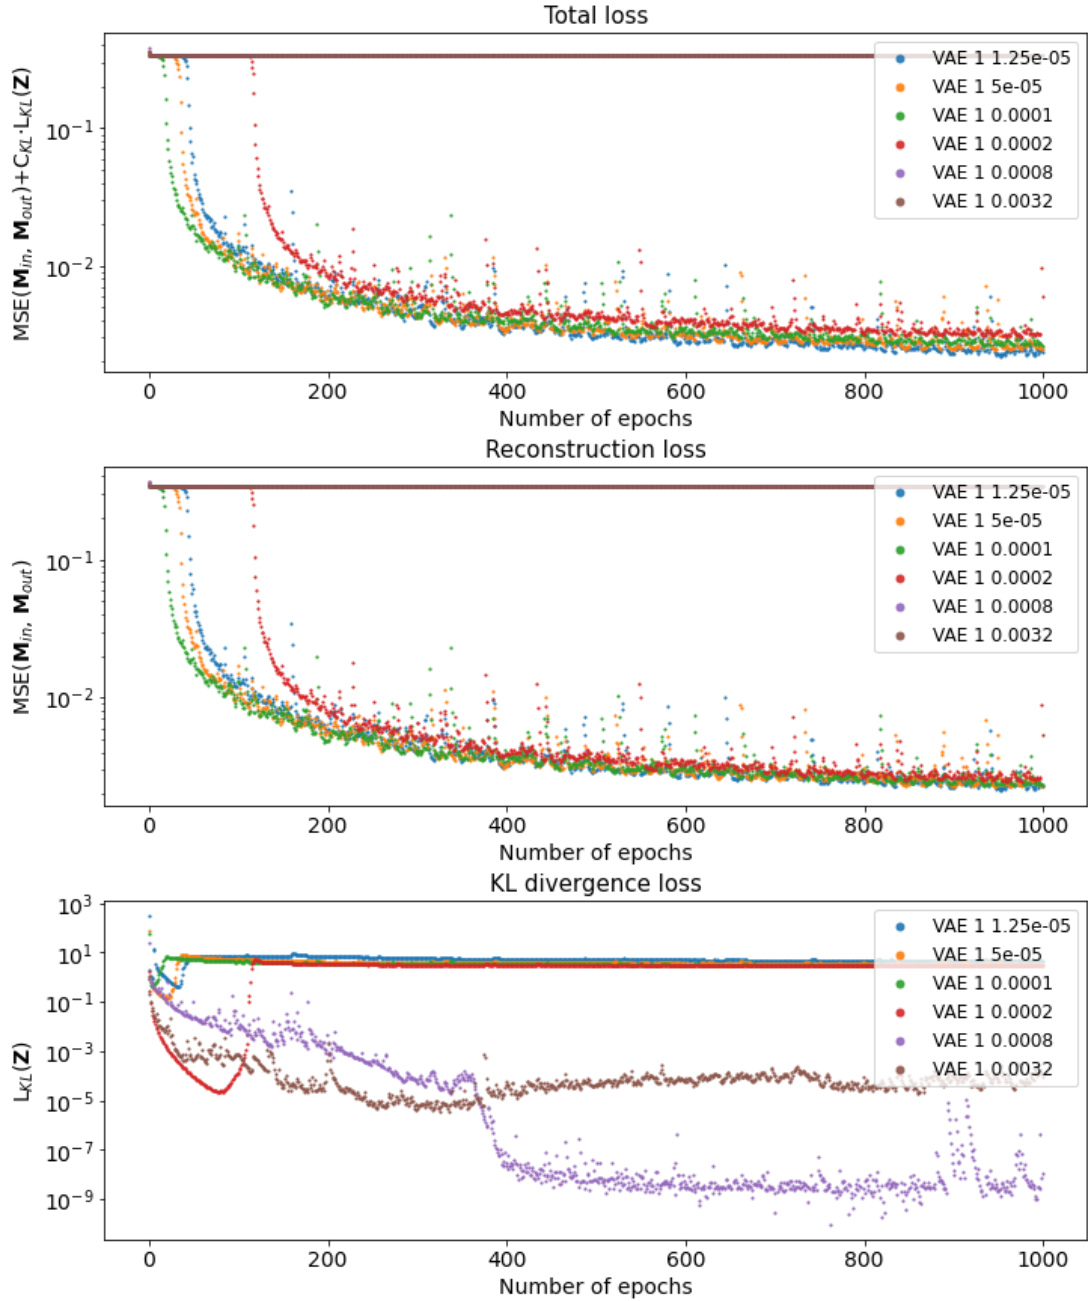 Total loss
MSE(M_in, M_out)+C_KL·L_KL(Z)
10^-1
10^-2
VAE 1 1.25e-05
VAE 1 5e-05
VAE 1 0.0001
VAE 1 0.0002
VAE 1 0.0008
VAE 1 0.0032
0 200 400 600 800 1000
Number of epochs
Reconstruction loss
MSE(M_in, M_out)
10^-1
10^-2
VAE 1 1.25e-05
VAE 1 5e-05
VAE 1 0.0001
VAE 1 0.0002
VAE 1 0.0008
VAE 1 0.0032
0 200 400 600 800 1000
Number of epochs
KL divergence loss
L_KL(Z)
10^3
10^1
10^-1
10^-3
10^-5
10^-7
10^-9
VAE 1 1.25e-05
VAE 1 5e-05
VAE 1 0.0001
VAE 1 0.0002
VAE 1 0.0008
VAE 1 0.0032
0 200 400 600 800 1000
Number of epochs